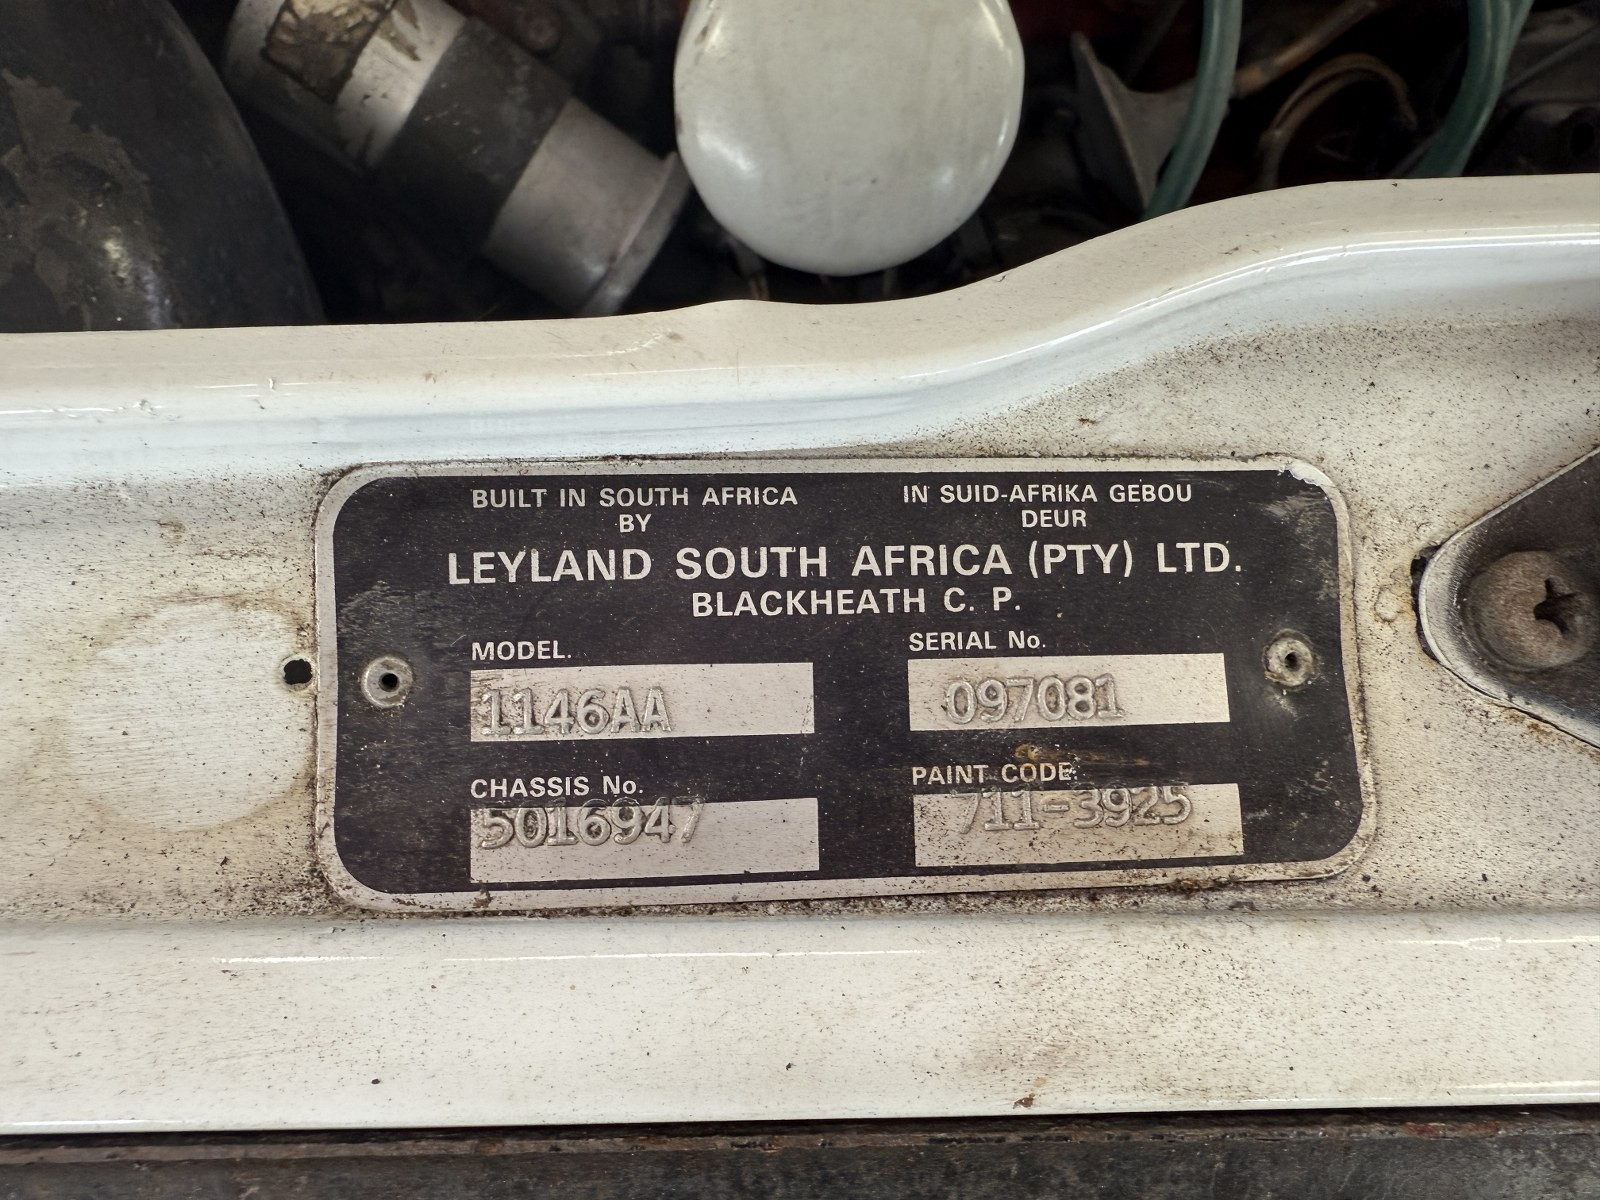 BUILT IN SOUTH AFRICA IN SUID-AFRIKA GEBOU
BY DEUR
LEYLAND SOUTH AFRICA (PTY) LTD.
BLACKHEATH C. P.
MODEL. SERIAL No.
1146AA 097081
CHASSIS No. PAINT CODE.
5016947 711-3925